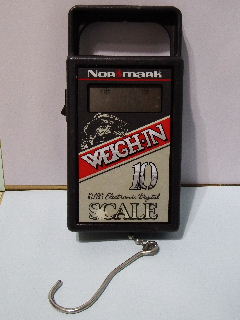 Normark
WEIGH-IN
10
Electronic Digital
SCALE